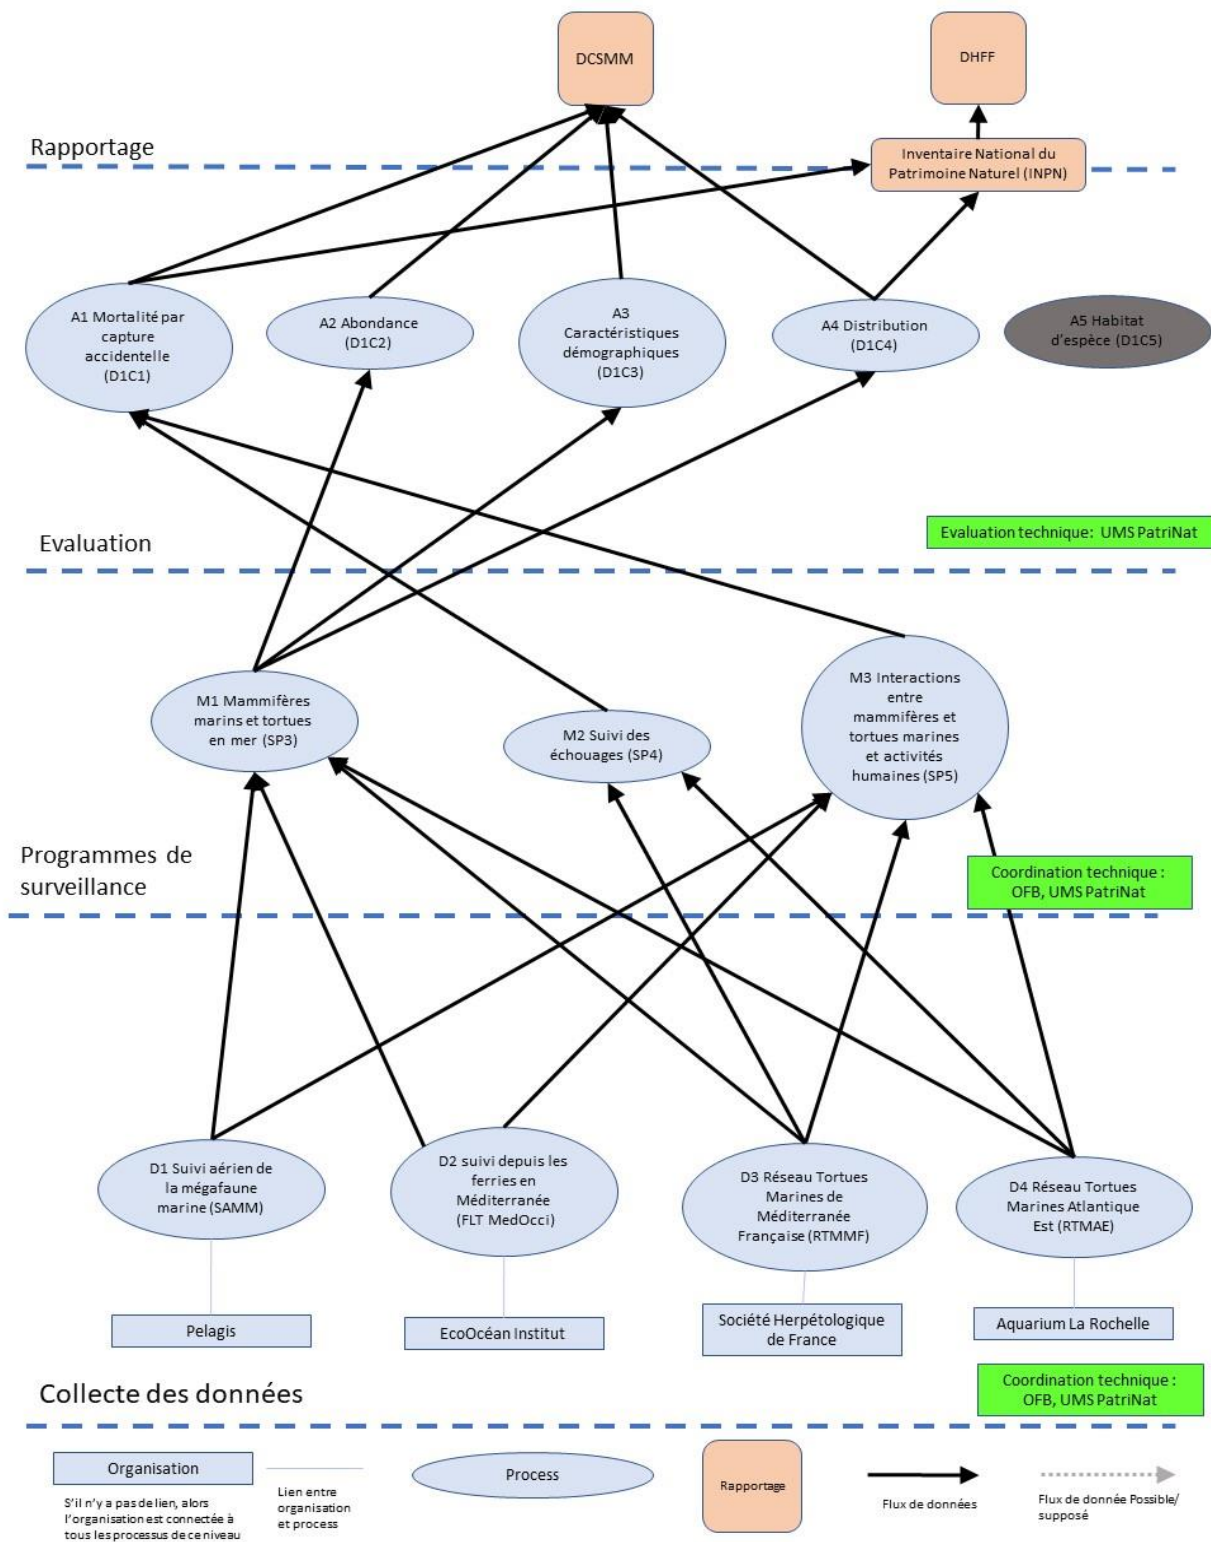 DCSMM
DHFF
Rapportage
Inventaire National du
Patrimoine Naturel (INPN)
A1 Mortalité par
capture
accidentelle
(D1C1)
A2 Abondance
(D1C2)
A3
Caractéristiques
démographiques
(D1C3)
A4 Distribution
(D1C4)
A5 Habitat
d'espèce (D1C5)
Evaluation
Evaluation technique: UMS PatriNat
M1 Mammifères
marins et tortues
en mer (SP3)
M2 Suivi des
échouages (SP4)
M3 Interactions
entre
mammifères et
tortues marines
et activités
humaines (SP5)
Programmes de
surveillance
Coordination technique :
OFB, UMS PatriNat
D1 Suivi aérien de
la mégafaune
marine (SAMM)
D2 suivi depuis les
ferries en
Méditerranée
(FLT MedOcci)
D3 Réseau Tortues
Marines de
Méditerranée
Française (RTMMF)
D4 Réseau Tortues
Marines Atlantique
Est (RTMAE)
Pelagis
EcoOcéan Institut
Société Herpétologique
de France
Aquarium La Rochelle
Collecte des données
Coordination technique :
OFB, UMS PatriNat
Organisation
S'il n'y a pas de lien, alors
l'organisation est connectée à
tous les processus de ce niveau
Lien entre
organisation
et process
Process
Rapportage
Flux de données
Flux de donnée Possible/
supposé